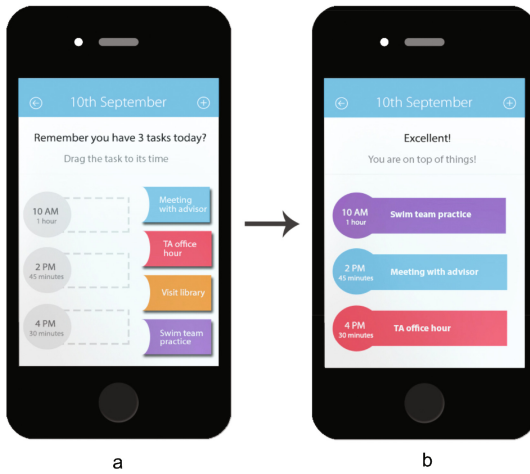 10th September
Remember you have 3 tasks today?
Drag the task to its time
10 AM
1 hour
2 PM
45 minutes
4 PM
30 minutes
Meeting
with advisor
TA office
hour
Visit library
Swim team
practice
a
10th September
Excellent!
You are on top of things!
10 AM
1 hour
Swim team practice
2 PM
45 minutes
Meeting with advisor
4 PM
30 minutes
TA office hour
b